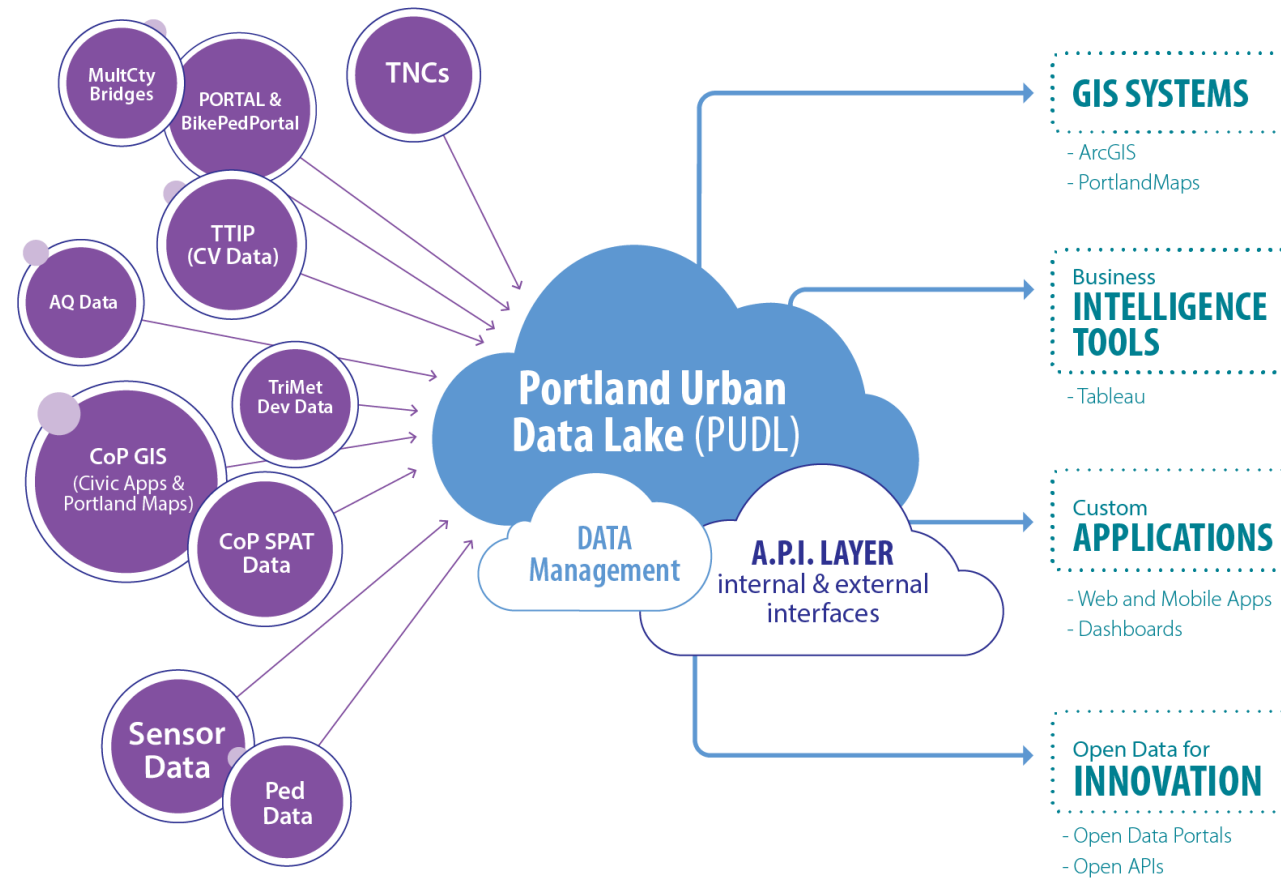 MultCty
Bridges
PORTAL &
BikePedPortal
TNCs
TTIP
(CV Data)
AQ Data
TriMet
Dev Data
CoP GIS
(Civic Apps &
Portland Maps)
CoP SPAT
Data
Sensor
Data
Ped
Data
Portland Urban
Data Lake (PUDL)
DATA
Management
A.P.I. LAYER
internal & external
interfaces
GIS SYSTEMS
- ArcGIS
- PortlandMaps
Business
INTELLIGENCE
TOOLS
- Tableau
Custom
APPLICATIONS
- Web and Mobile Apps
- Dashboards
Open Data for
INNOVATION
- Open Data Portals
- Open APIs